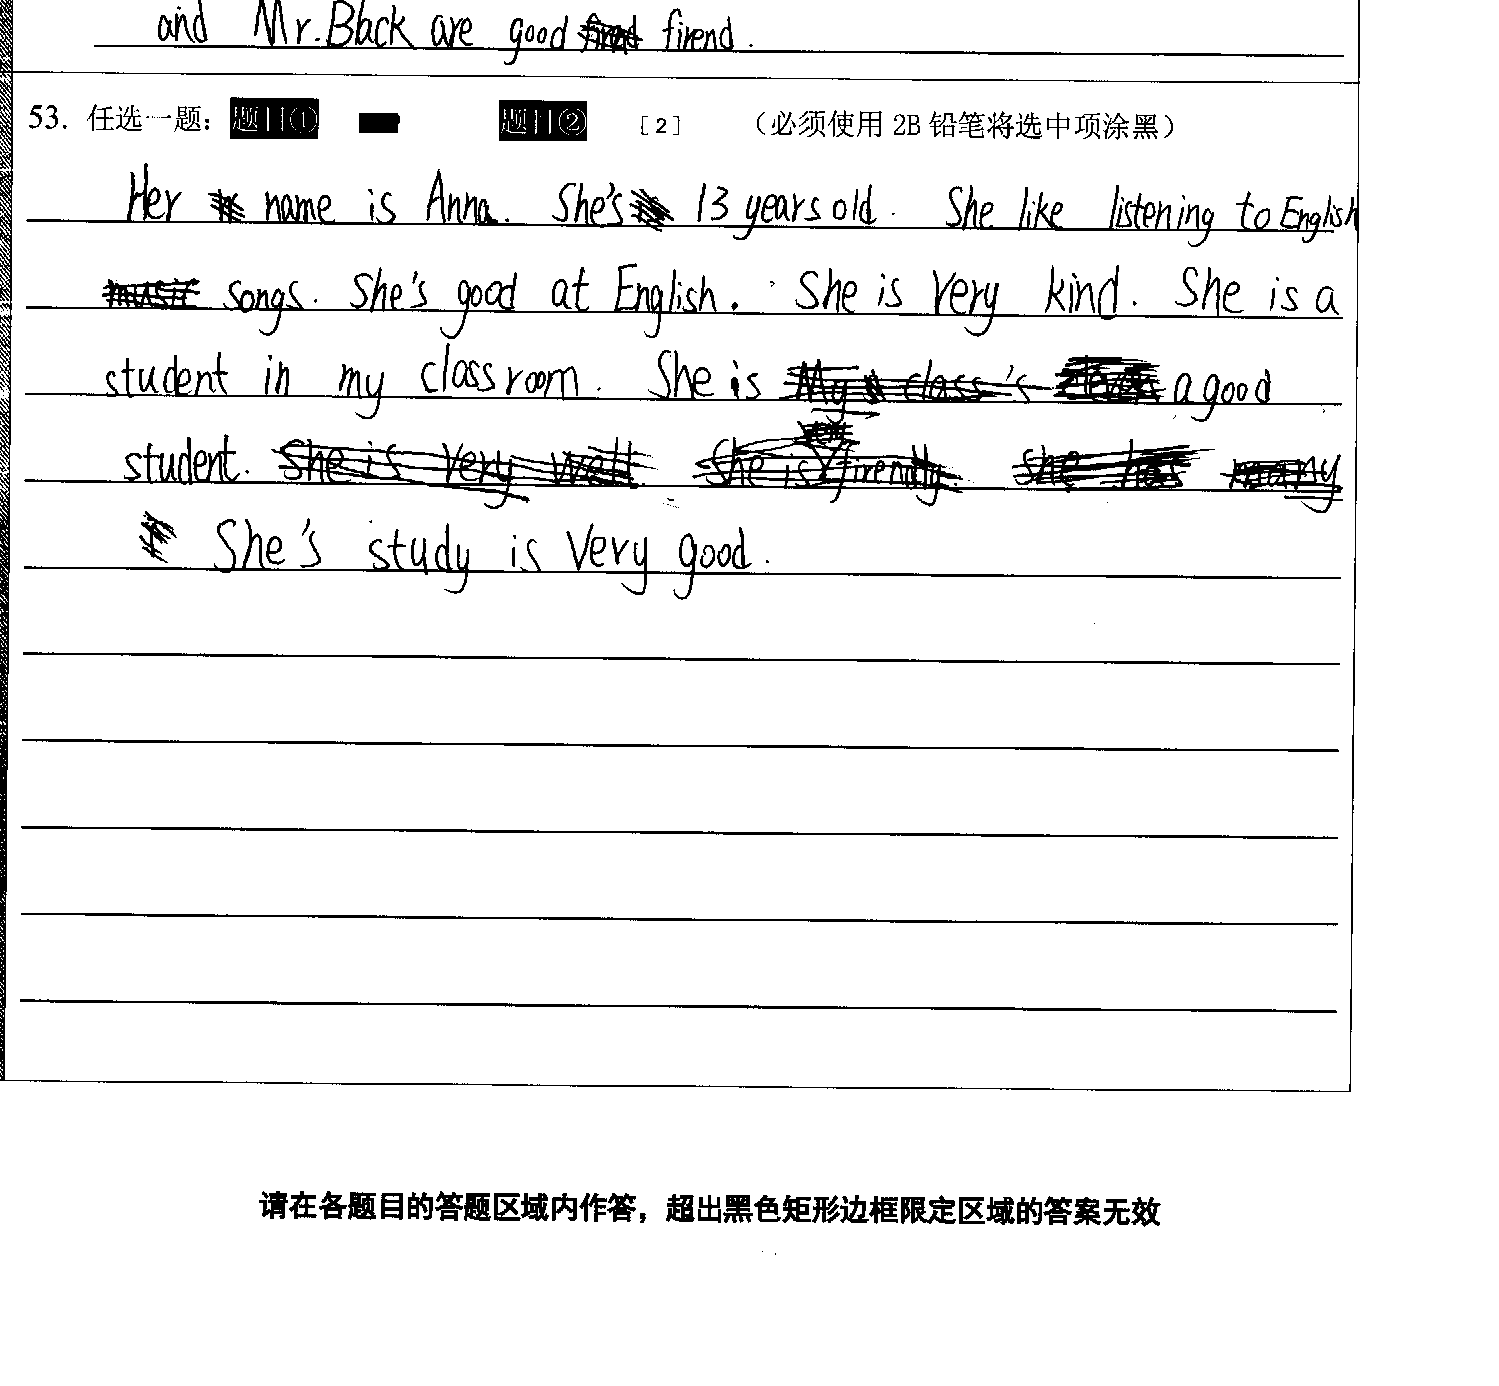 and Mr. Black are good firend.
53. 任选一题: 题目① 题目② [2] (必须使用 2B 铅笔将选中项涂黑)
Her name is Anna. She's 13 years old. She like listening to English
songs. She's good at English. She is very kind. She is a
student in my classroom. She is a good
student.
She's study is very good.
请在各题目的答题区域内作答,超出黑色矩形边框限定区域的答案无效